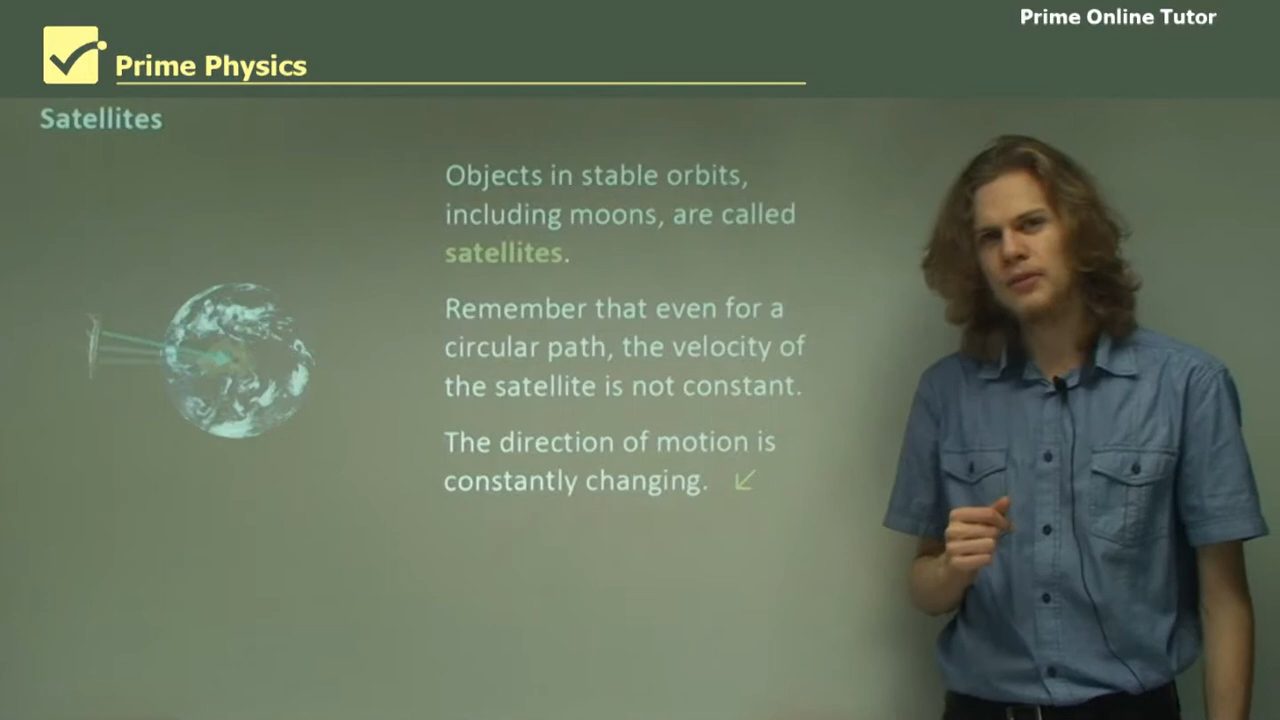 Prime Online Tutor
Prime Physics
Satellites
Objects in stable orbits,
including moons, are called
satellites.
Remember that even for a
circular path, the velocity of
the satellite is not constant.
The direction of motion is
constantly changing.